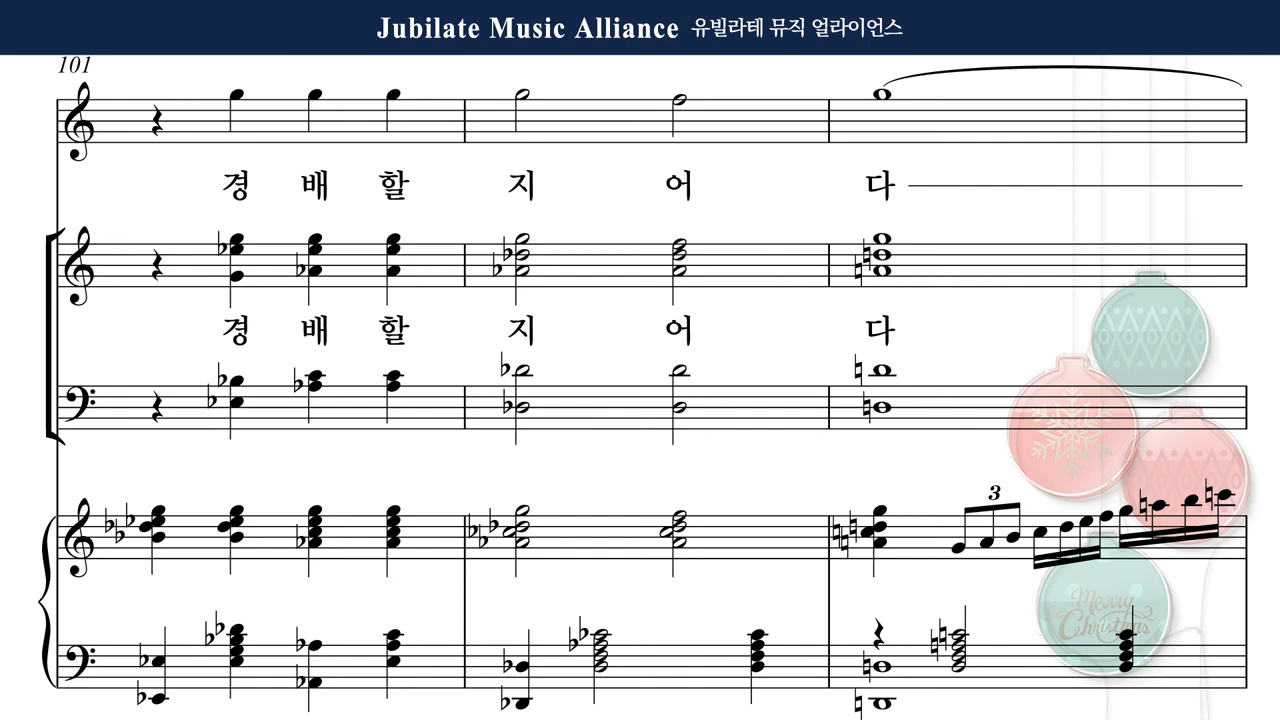 Jubilate Music Alliance 유빌라테 뮤직 얼라이언스
101
경 배 할 지 어 다
경 배 할 지 어 다
3
Merry
Christmas